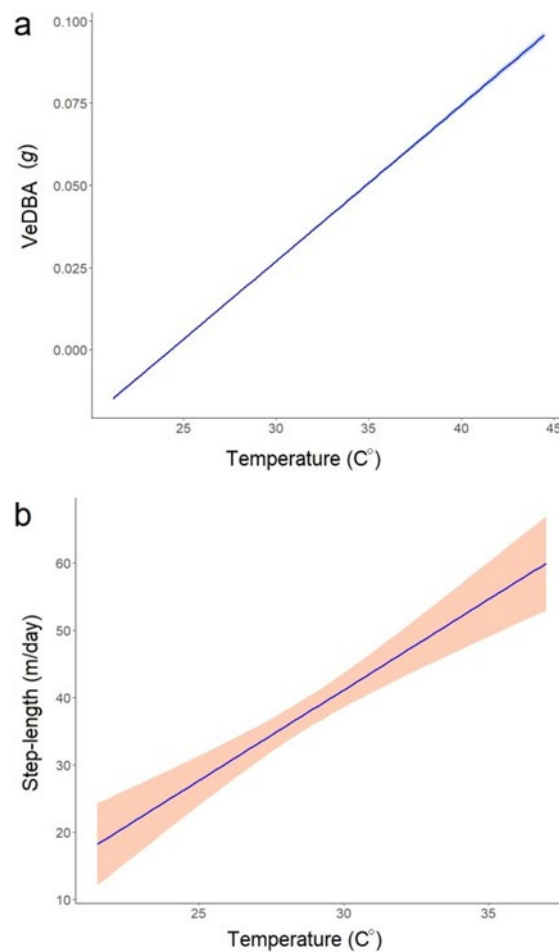 a
VeDBA (g)
0.100
0.075
0.050
0.025
0.000
25 30 35 40 45
Temperature (C°)
b
Step-length (m/day)
60
50
40
30
20
10
25 30 35
Temperature (C°)